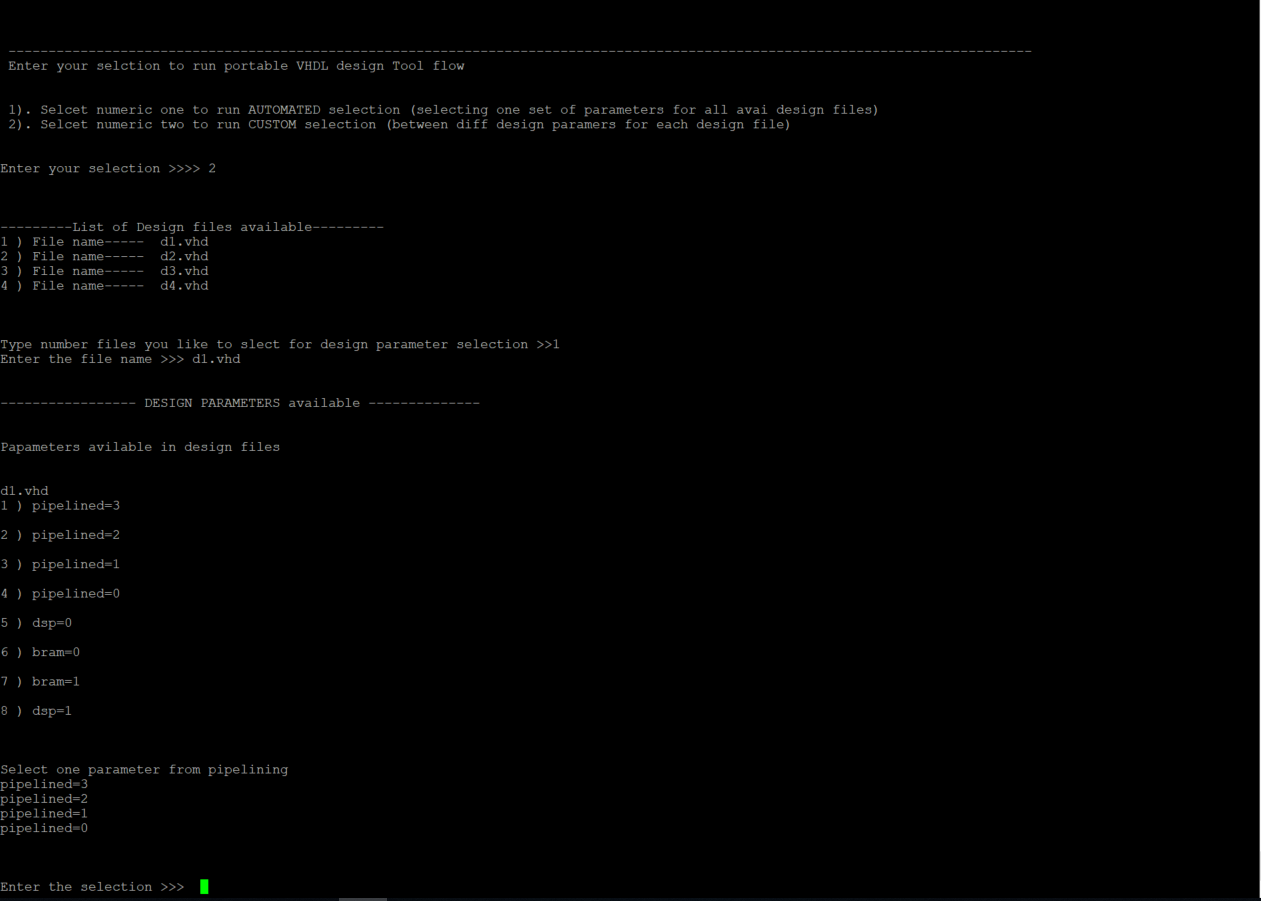 --------------------------------------------------------------------------------------------------------------------------------
Enter your selction to run portable VHDL design Tool flow
1). Selcet numeric one to run AUTOMATED selection (selecting one set of parameters for all avai design files)
2). Selcet numeric two to run CUSTOM selection (between diff design paramers for each design file)
Enter your selection >>>> 2
---------List of Design files available---------
1 ) File name-----  d1.vhd
2 ) File name-----  d2.vhd
3 ) File name-----  d3.vhd
4 ) File name-----  d4.vhd
Type number files you like to slect for design parameter selection >>1
Enter the file name >>> d1.vhd
----------------- DESIGN PARAMETERS available --------------
Papameters avilable in design files
d1.vhd
1 ) pipelined=3
2 ) pipelined=2
3 ) pipelined=1
4 ) pipelined=0
5 ) dsp=0
6 ) bram=0
7 ) bram=1
8 ) dsp=1
Select one parameter from pipelining
pipelined=3
pipelined=2
pipelined=1
pipelined=0
Enter the selection >>>